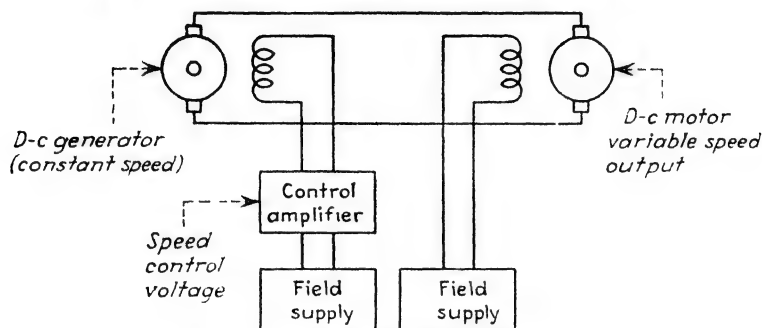 D-c generator
(constant speed)
D-c motor
variable speed
output
Control
amplifier
Speed
control
voltage
Field
supply
Field
supply